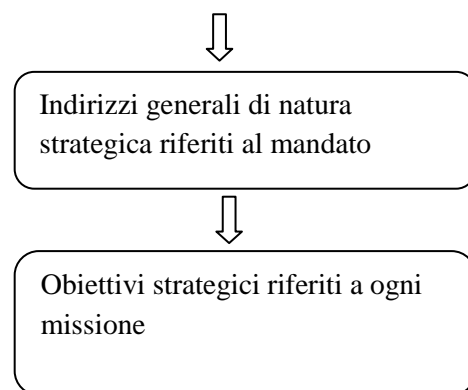 Indirizzi generali di natura
strategica riferiti al mandato
Obiettivi strategici riferiti a ogni
missione